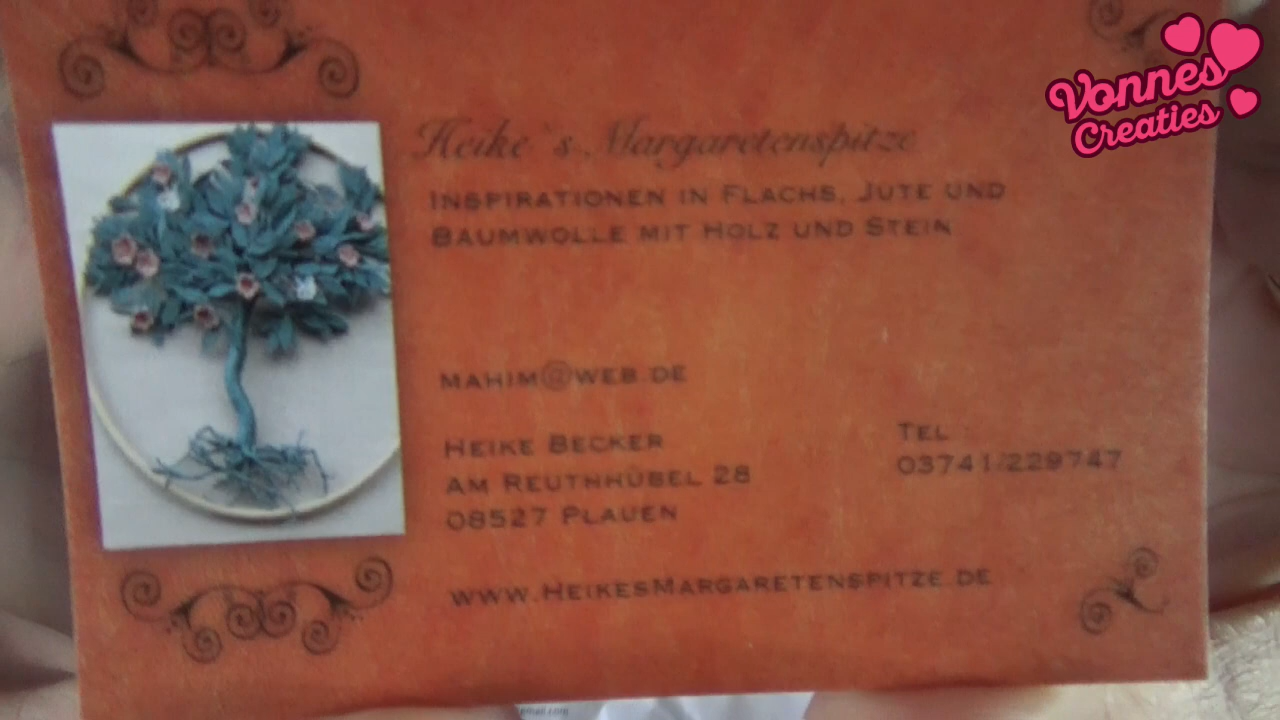 Vonnes
Creaties
Heike´s Margaretenspitze
INSPIRATIONEN IN FLACHS, JUTE UND
BAUMWOLLE MIT HOLZ UND STEIN
MAHIM@WEB.DE
HEIKE BECKER
AM REUTHHÜBEL 28
08527 PLAUEN
TEL :
03741/229747
WWW.HEIKESMARGARETENSPITZE.DE